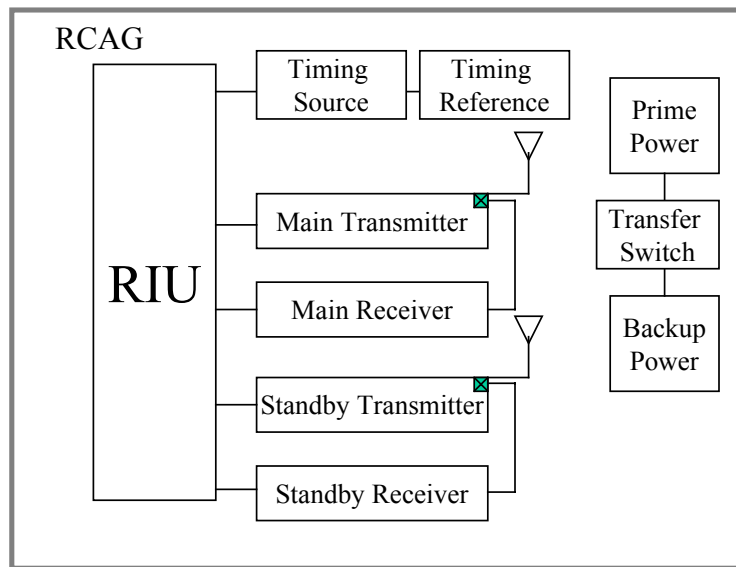 RCAG
Timing
Source
Timing
Reference
Prime
Power
Main Transmitter
Transfer
Switch
RIU
Main Receiver
Backup
Power
Standby Transmitter
Standby Receiver